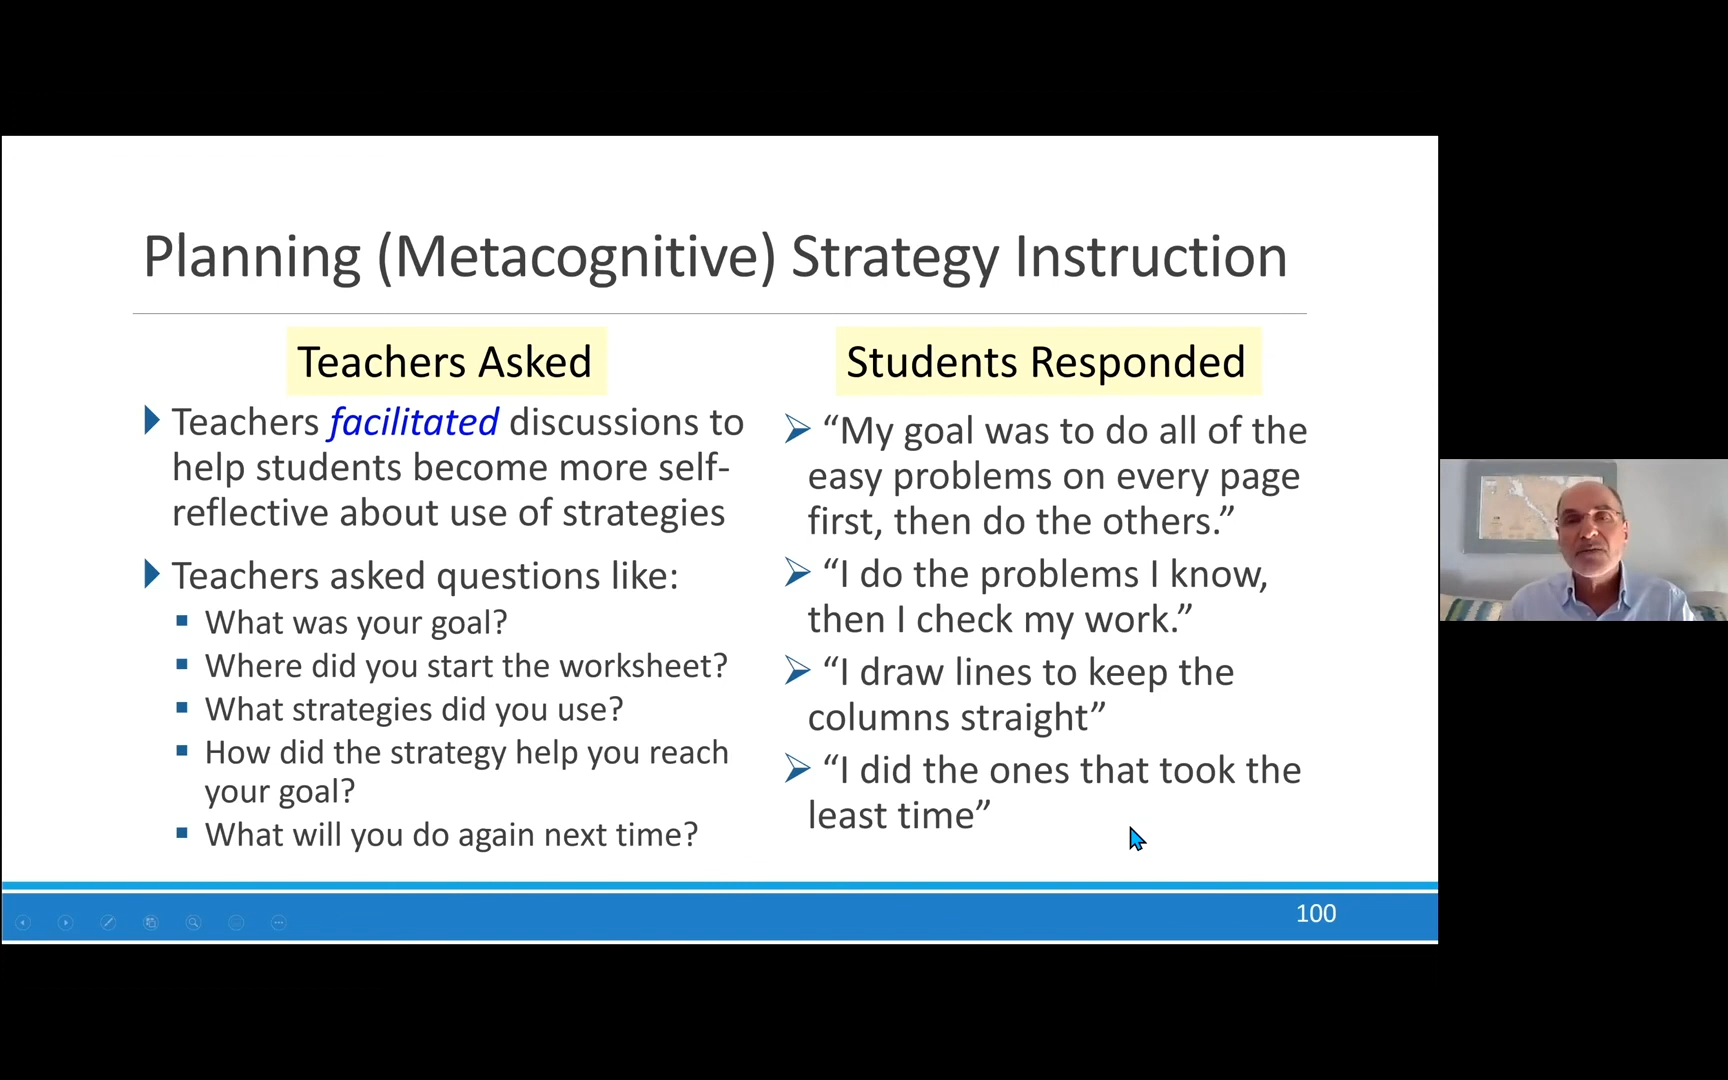 Planning (Metacognitive) Strategy Instruction
Teachers Asked
Teachers facilitated discussions to
help students become more self-
reflective about use of strategies
Teachers asked questions like:
What was your goal?
Where did you start the worksheet?
What strategies did you use?
How did the strategy help you reach
your goal?
What will you do again next time?
Students Responded
“My goal was to do all of the
easy problems on every page
first, then do the others.”
“I do the problems I know,
then I check my work.”
“I draw lines to keep the
columns straight”
“I did the ones that took the
least time”
100